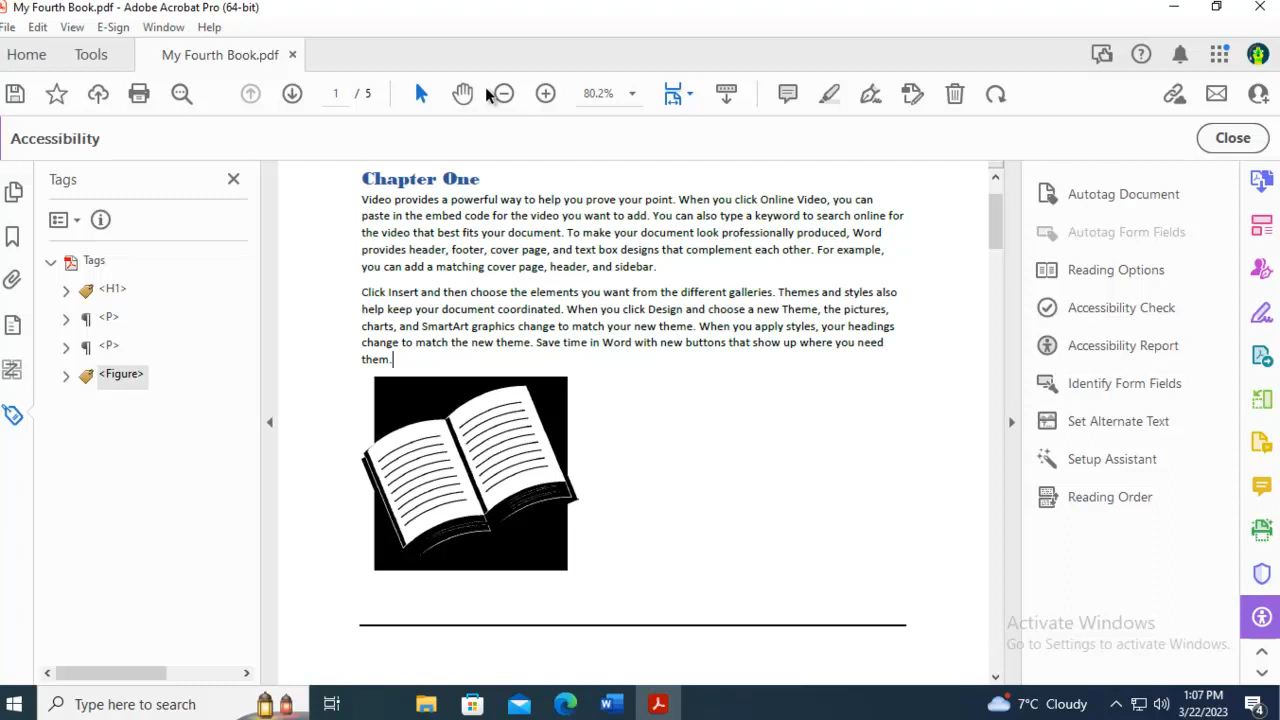 My Fourth Book.pdf - Adobe Acrobat Pro (64-bit)
File Edit View E-Sign Window Help
Home Tools My Fourth Book.pdf ×
1 / 5 80.2%
Accessibility Close
Tags
Tags
<H1>
<P>
<P>
<Figure>
Chapter One
Video provides a powerful way to help you prove your point. When you click Online Video, you can
paste in the embed code for the video you want to add. You can also type a keyword to search online for
the video that best fits your document. To make your document look professionally produced, Word
provides header, footer, cover page, and text box designs that complement each other. For example,
you can add a matching cover page, header, and sidebar.
Click Insert and then choose the elements you want from the different galleries. Themes and styles also
help keep your document coordinated. When you click Design and choose a new Theme, the pictures,
charts, and SmartArt graphics change to match your new theme. When you apply styles, your headings
change to match the new theme. Save time in Word with new buttons that show up where you need
them.
Autotag Document
Autotag Form Fields
Reading Options
Accessibility Check
Accessibility Report
Identify Form Fields
Set Alternate Text
Setup Assistant
Reading Order
Activate Windows
Go to Settings to activate Windows.
Type here to search
7°C Cloudy
1:07 PM
3/22/2023
4